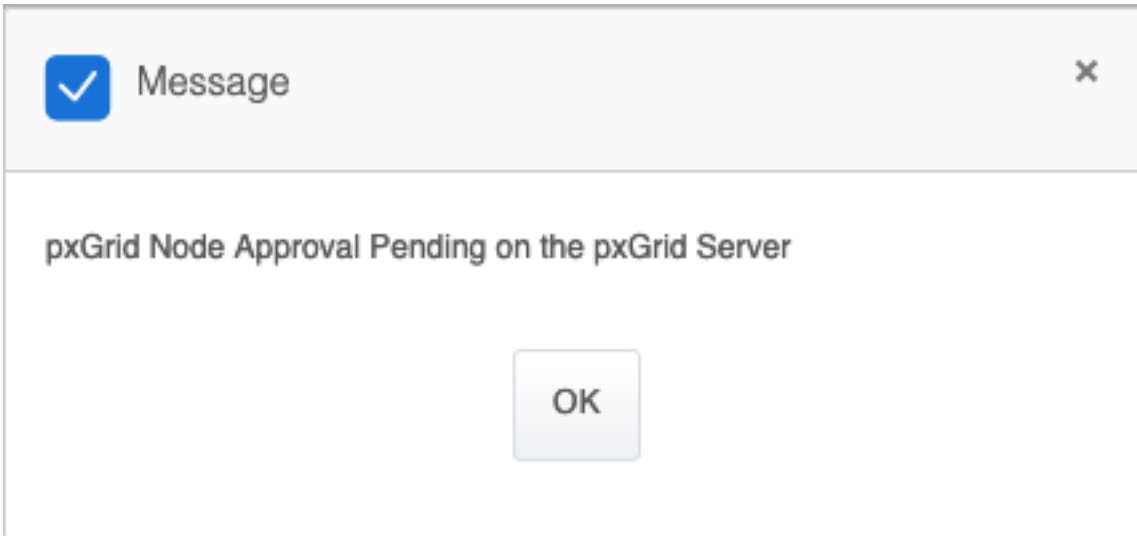 Message
pxGrid Node Approval Pending on the pxGrid Server
OK